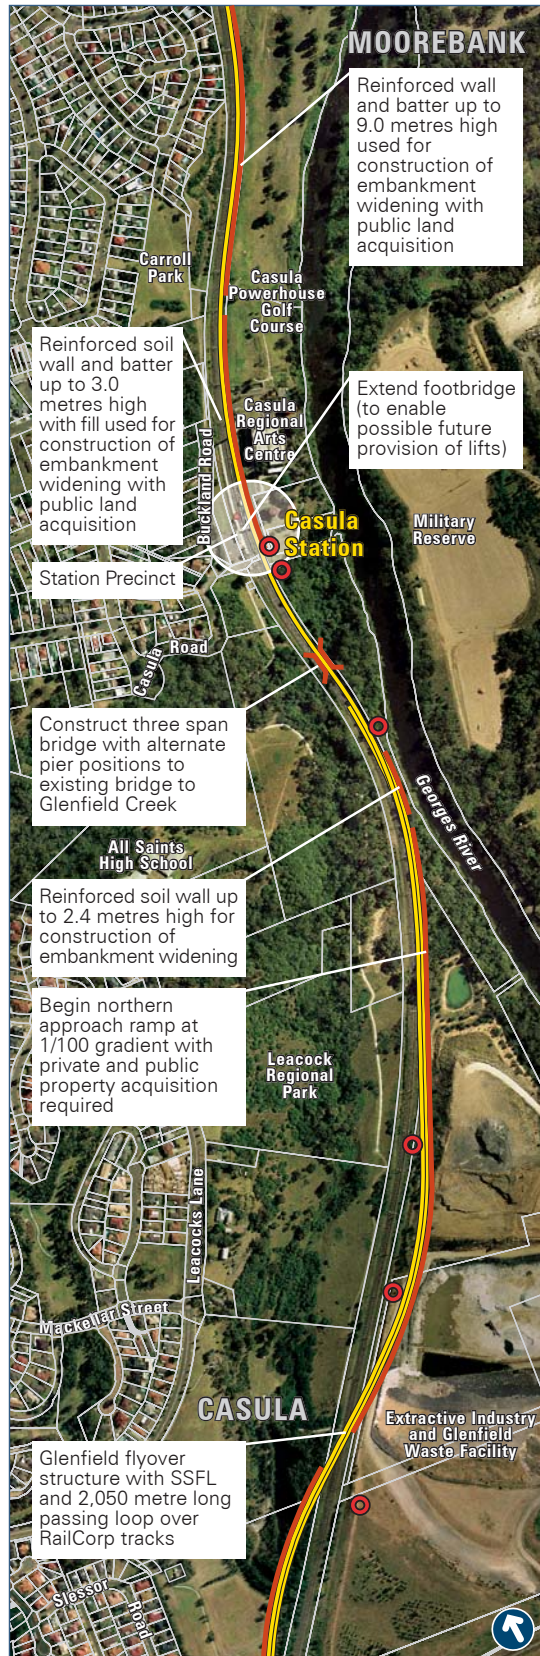 MOOREBANK
Reinforced wall
and batter up to
9.0 metres high
used for
construction of
embankment
widening with
public land
acquisition
Carroll
Park
Casula
Powerhouse
Golf
Course
Reinforced soil
wall and batter
up to 3.0
metres high
with fill used for
construction of
embankment
widening with
public land
acquisition
Extend footbridge
(to enable
possible future
provision of lifts)
Casula
Regional
Arts
Centre
Buckland Road
Casula
Station
Military
Reserve
Station Precinct
Casula Road
Construct three span
bridge with alternate
pier positions to
existing bridge to
Glenfield Creek
Georges River
All Saints
High School
Reinforced soil wall up
to 2.4 metres high for
construction of
embankment widening
Begin northern
approach ramp at
1/100 gradient with
private and public
property acquisition
required
Leacock
Regional
Park
Leacocks Lane
Mackellar Street
CASULA
Extractive Industry
and Glenfield
Waste Facility
Glenfield flyover
structure with SSFL
and 2,050 metre long
passing loop over
RailCorp tracks
Slessor Road